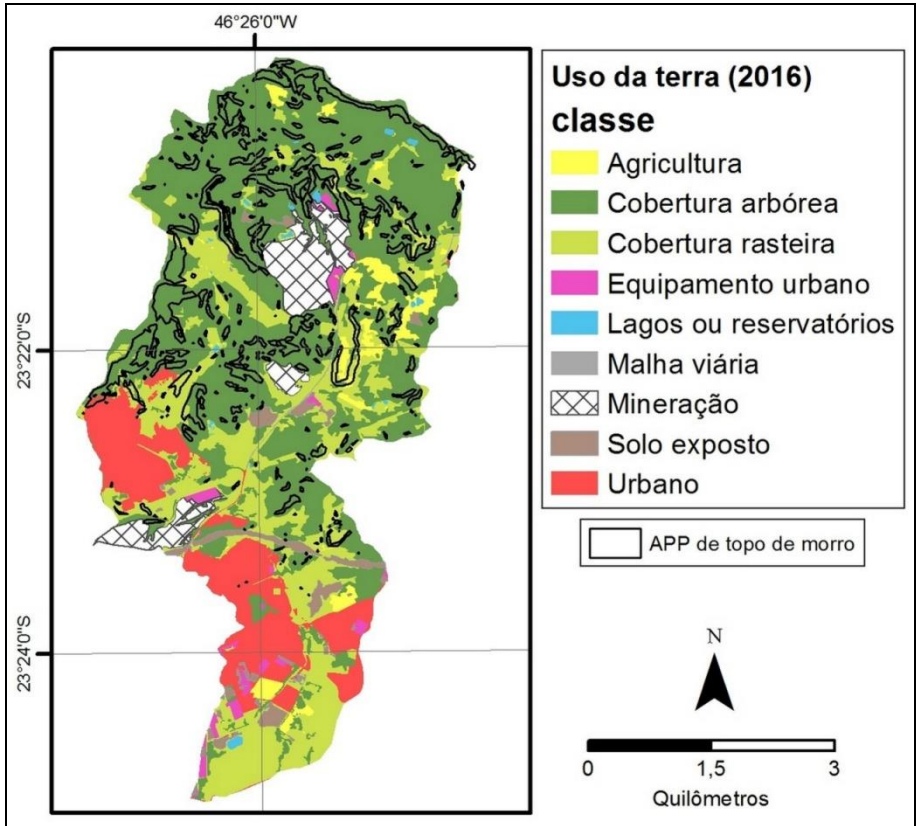 46°26'0"W
23°22'0"S
23°24'0"S
Uso da terra (2016)
classe
Agricultura
Cobertura arbórea
Cobertura rasteira
Equipamento urbano
Lagos ou reservatórios
Malha viária
Mineração
Solo exposto
Urbano
APP de topo de morro
N
0 1,5 3
Quilômetros